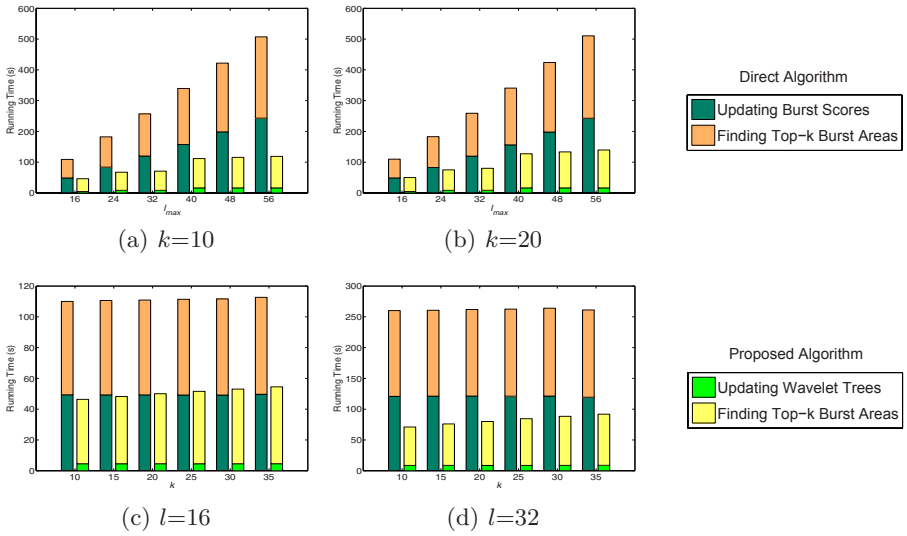 600
500
400
300
200
100
0
Running Time (s)
16 24 32 40 48 56
l_max
(a) k=10
600
500
400
300
200
100
0
Running Time (s)
16 24 32 40 48 56
l_max
(b) k=20
Direct Algorithm
Updating Burst Scores
Finding Top-k Burst Areas
120
100
80
60
40
20
0
Running Time (s)
10 15 20 25 30 35
k
(c) l=16
300
250
200
150
100
50
0
Running Time (s)
10 15 20 25 30 35
k
(d) l=32
Proposed Algorithm
Updating Wavelet Trees
Finding Top-k Burst Areas